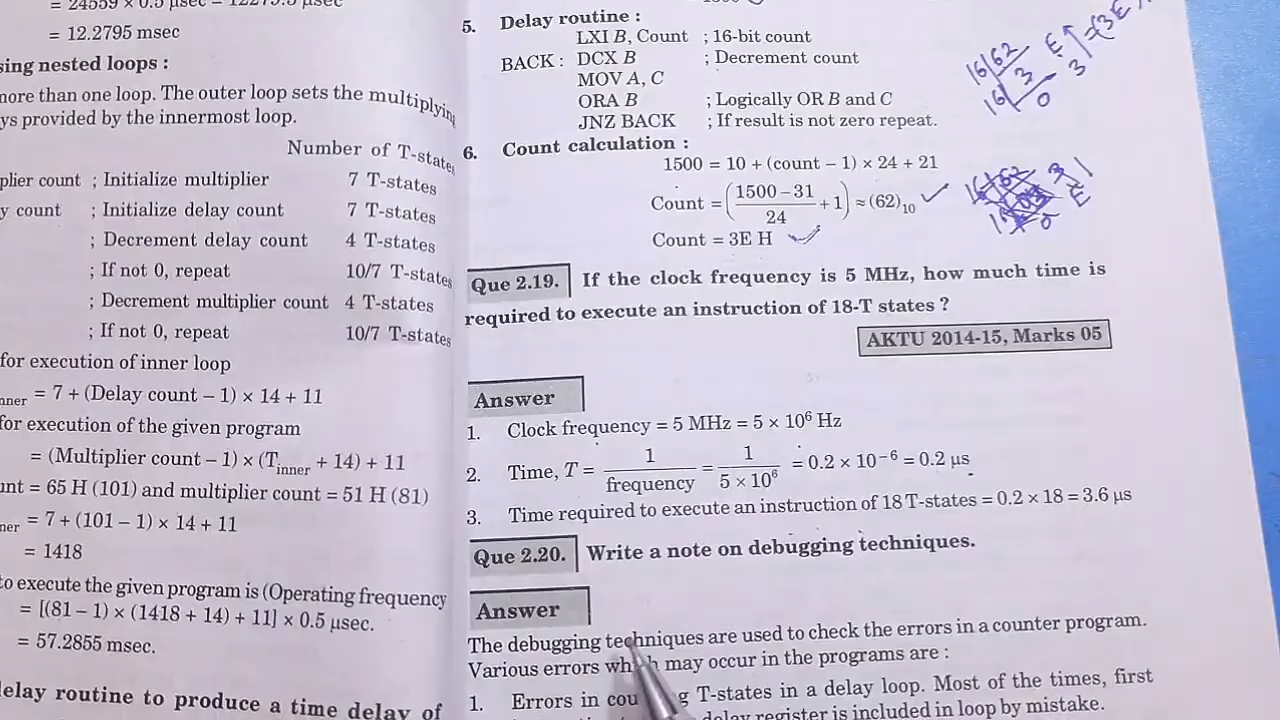 = 24559 × 0.5 μsec = 12279.5 μsec
= 12.2795 msec
sing nested loops :
more than one loop. The outer loop sets the multiplying
ys provided by the innermost loop.
Number of T-states
plier count ; Initialize multiplier 7 T-states
y count ; Initialize delay count 7 T-states
; Decrement delay count 4 T-states
; If not 0, repeat 10/7 T-states
; Decrement multiplier count 4 T-states
; If not 0, repeat 10/7 T-states
for execution of inner loop
nner = 7 + (Delay count – 1) × 14 + 11
for execution of the given program
= (Multiplier count – 1) × (Tinner + 14) + 11
unt = 65 H (101) and multiplier count = 51 H (81)
ner = 7 + (101 – 1) × 14 + 11
= 1418
to execute the given program is (Operating frequency
= [(81 – 1) × (1418 + 14) + 11] × 0.5 μsec.
= 57.2855 msec.
delay routine to produce a time delay of
5. Delay routine :
LXI B, Count ; 16-bit count
BACK : DCX B ; Decrement count
MOV A, C
ORA B ; Logically OR B and C
JNZ BACK ; If result is not zero repeat.
6. Count calculation :
1500 = 10 + (count – 1) × 24 + 21
Count = (1500 – 31 / 24 + 1) ≈ (62)10
Count = 3E H
Que 2.19. If the clock frequency is 5 MHz, how much time is
required to execute an instruction of 18-T states ?
AKTU 2014-15, Marks 05
Answer
1. Clock frequency = 5 MHz = 5 × 10⁶ Hz
2. Time, T = 1 / frequency = 1 / 5 × 10⁶ = 0.2 × 10⁻⁶ = 0.2 μs
3. Time required to execute an instruction of 18 T-states = 0.2 × 18 = 3.6 μs
Que 2.20. Write a note on debugging techniques.
Answer
The debugging techniques are used to check the errors in a counter program.
Various errors which may occur in the programs are :
1. Errors in cou g T-states in a delay loop. Most of the times, first
delay register is included in loop by mistake.
16 62
16 3 E
0 3